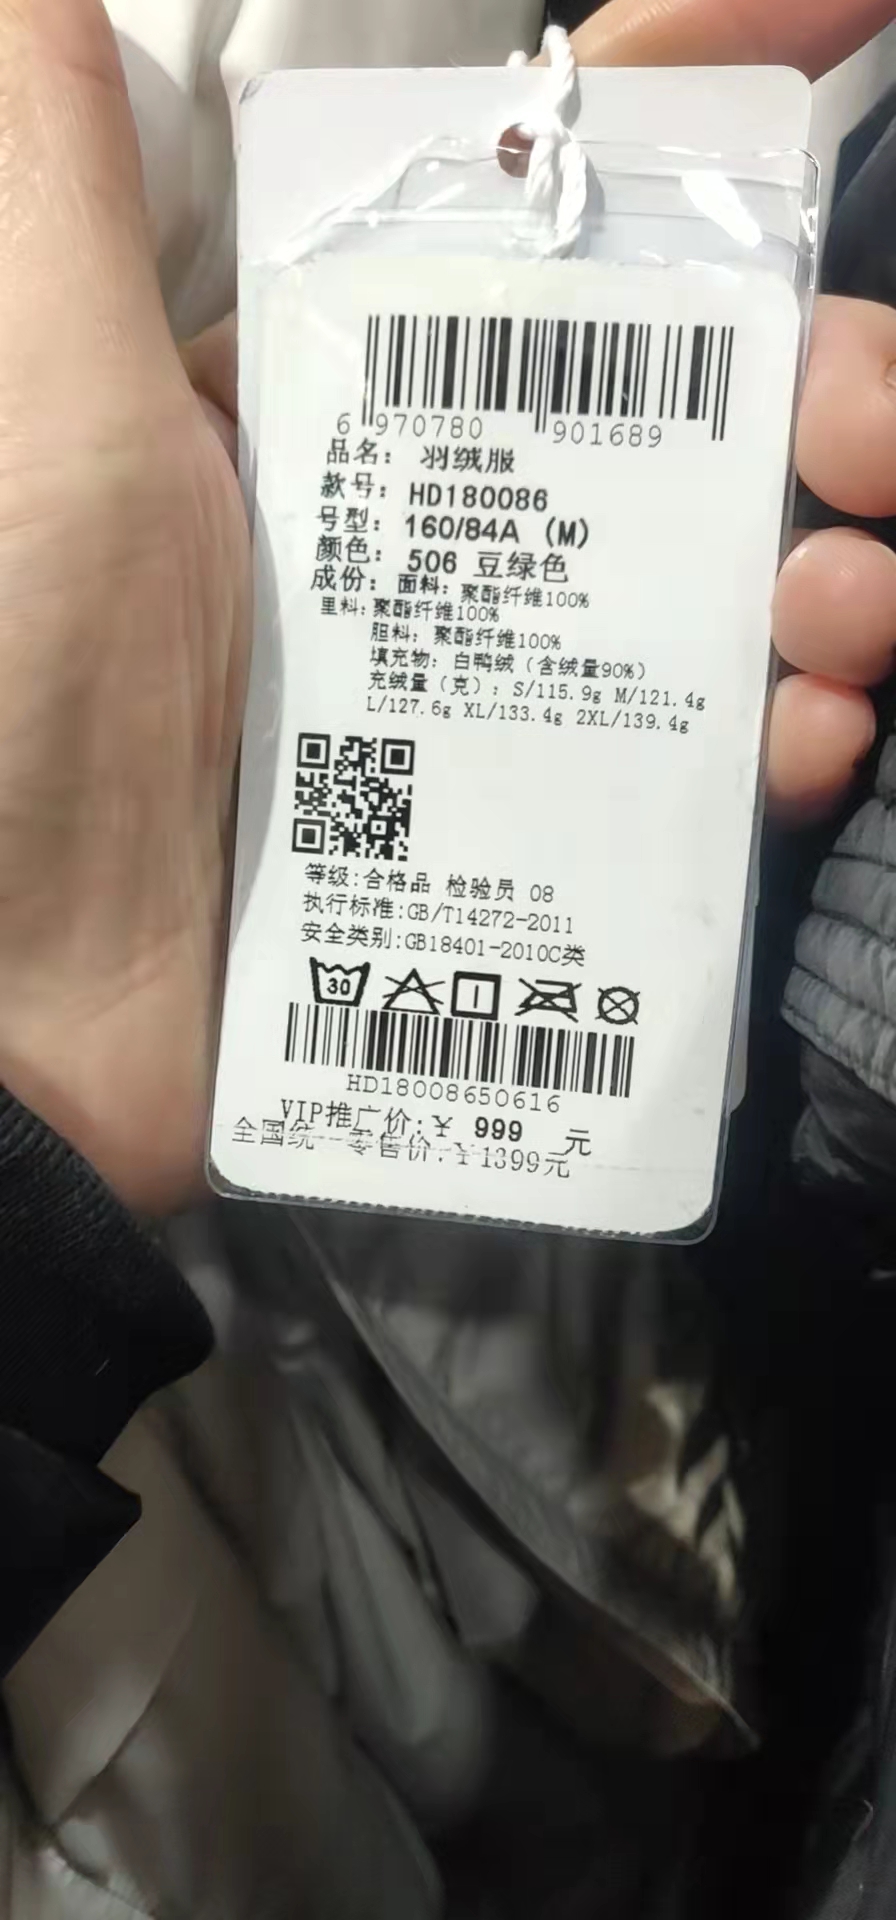 6 970780 901689
品名: 羽绒服
款号: HD180086
号型: 160/84A (M)
颜色: 506 豆绿色
成份: 面料: 聚酯纤维100%
里料: 聚酯纤维100%
胆料: 聚酯纤维100%
填充物: 白鸭绒（含绒量90%）
充绒量（克）: S/115.9g M/121.4g
L/127.6g XL/133.4g 2XL/139.4g
等级:合格品 检验员 08
执行标准:GB/T14272-2011
安全类别:GB18401-2010C类
30
HD18008650616
VIP推广价:¥ 999 元
全国统一零售价:¥1399元